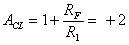 A_CL = 1 + R_F / R_1 = + 2